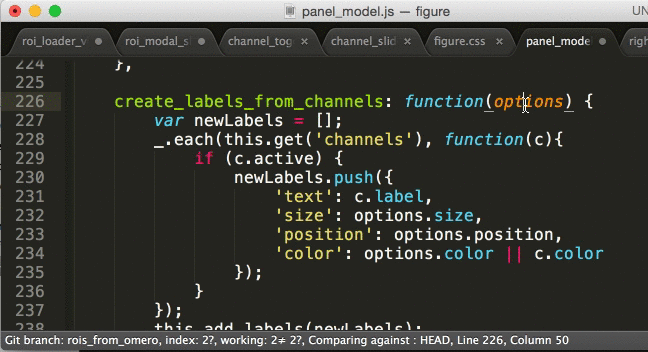 panel_model.js — figure
UN
roi_loader_v
roi_modal_s
channel_tog
channel_slid
figure.css
panel_mode
righ
224 },
225
226 create_labels_from_channels: function(options) {
227 var newLabels = [];
228 _.each(this.get('channels'), function(c){
229 if (c.active) {
230 newLabels.push({
231 'text': c.label,
232 'size': options.size,
233 'position': options.position,
234 'color': options.color || c.color
235 });
236 }
237 });
238 this.add_labels(newLabels);
Git branch: rois_from_omero, index: 2?, working: 2≠ 2?, Comparing against : HEAD, Line 226, Column 50